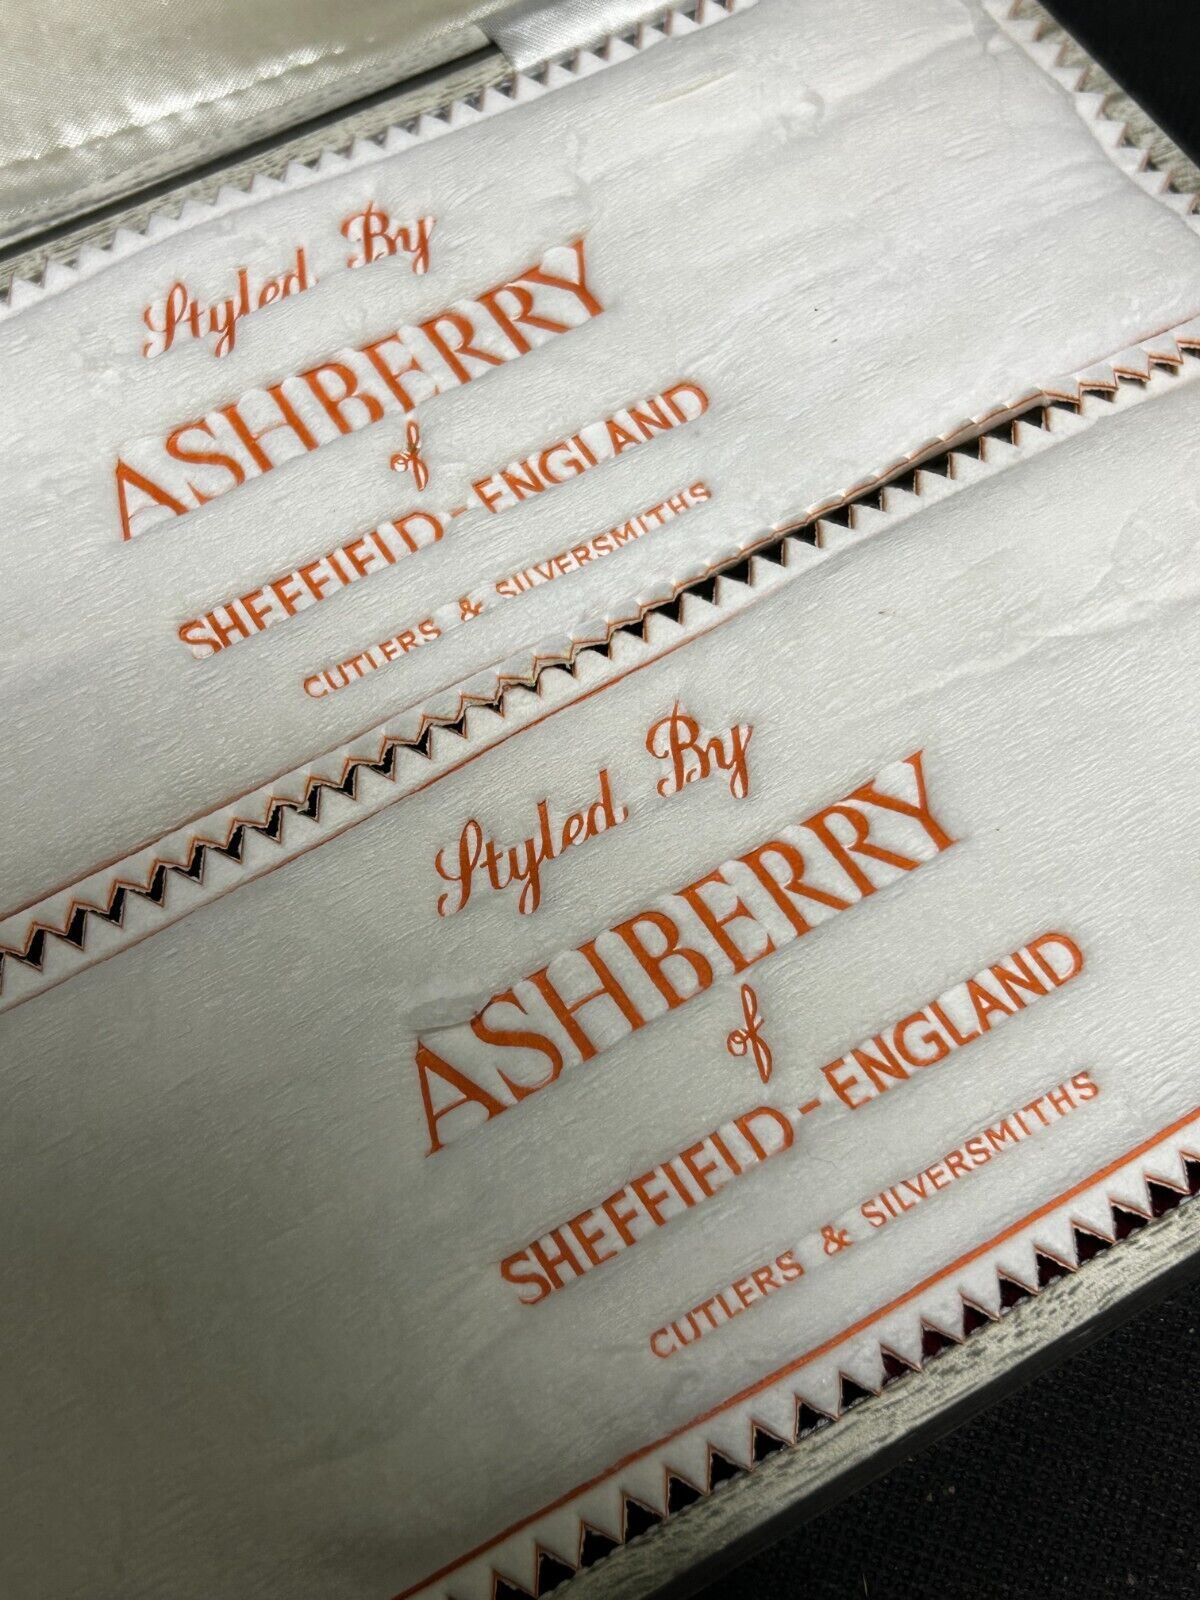 Styled By
ASHBERRY
of
SHEFFIELD - ENGLAND
CUTLERS & SILVERSMITHS
Styled By
ASHBERRY
of
SHEFFIELD - ENGLAND
CUTLERS & SILVERSMITHS